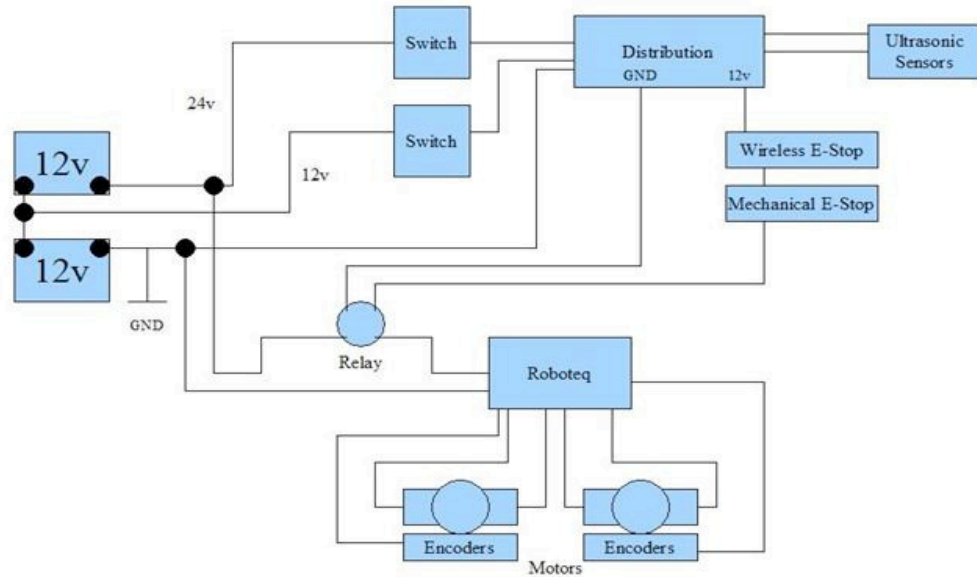 Switch
Distribution
GND 12v
Ultrasonic
Sensors
24v
Switch
12v
12v
Wireless E-Stop
Mechanical E-Stop
12v
GND
Relay
Roboteq
Encoders
Encoders
Motors